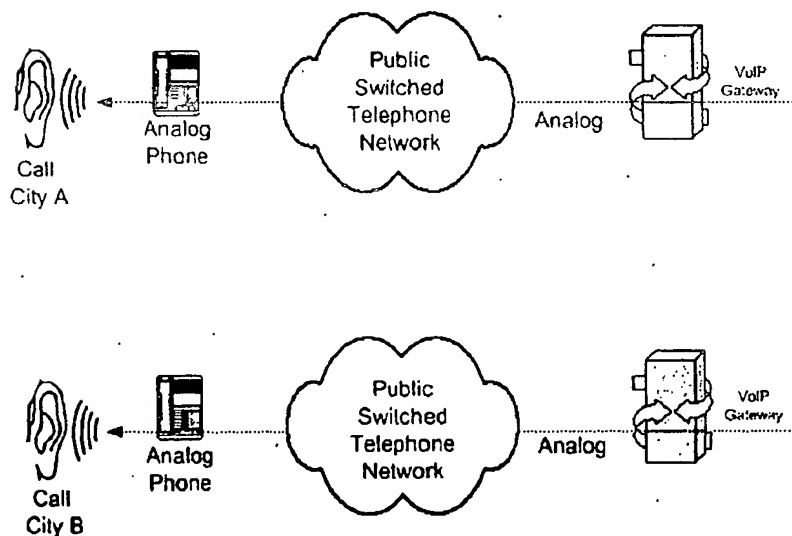 Public
Switched
Telephone
Network
VoIP
Gateway
Analog
Phone
Analog
Call
City A
Public
Switched
Telephone
Network
VoIP
Gateway
Analog
Phone
Analog
Call
City B